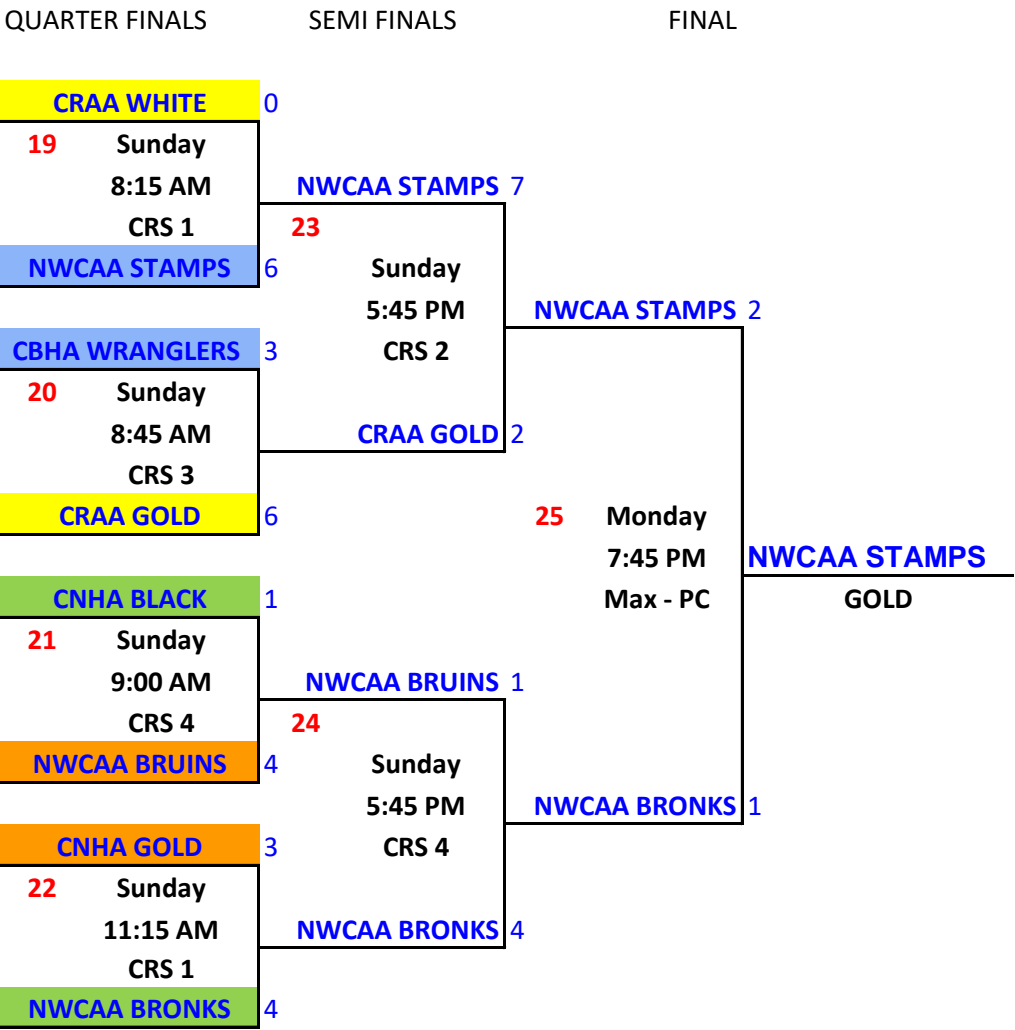 QUARTER FINALS SEMI FINALS FINAL
CRAA WHITE 0
19 Sunday
8:15 AM NWCAA STAMPS 7
CRS 1 23
NWCAA STAMPS 6 Sunday
5:45 PM NWCAA STAMPS 2
CBHA WRANGLERS 3 CRS 2
20 Sunday
8:45 AM CRAA GOLD 2
CRS 3
CRAA GOLD 6 25 Monday
7:45 PM NWCAA STAMPS
CNHA BLACK 1 Max - PC GOLD
21 Sunday
9:00 AM NWCAA BRUINS 1
CRS 4 24
NWCAA BRUINS 4 Sunday
5:45 PM NWCAA BRONKS 1
CNHA GOLD 3 CRS 4
22 Sunday
11:15 AM NWCAA BRONKS 4
CRS 1
NWCAA BRONKS 4